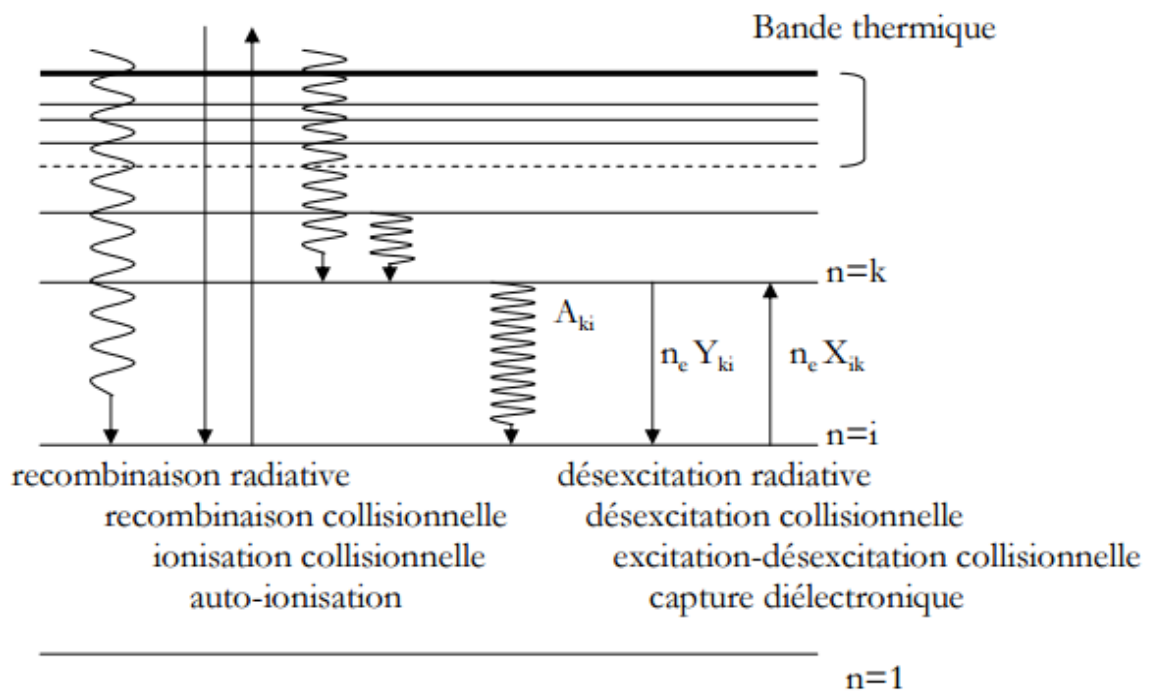 Bande thermique
n=k
A_ki
n_e Y_ki
n_e X_ik
n=i
recombinaison radiative
désexcitation radiative
recombinaison collisionnelle
désexcitation collisionnelle
ionisation collisionnelle
excitation-désexcitation collisionnelle
auto-ionisation
capture diélectronique
n=1